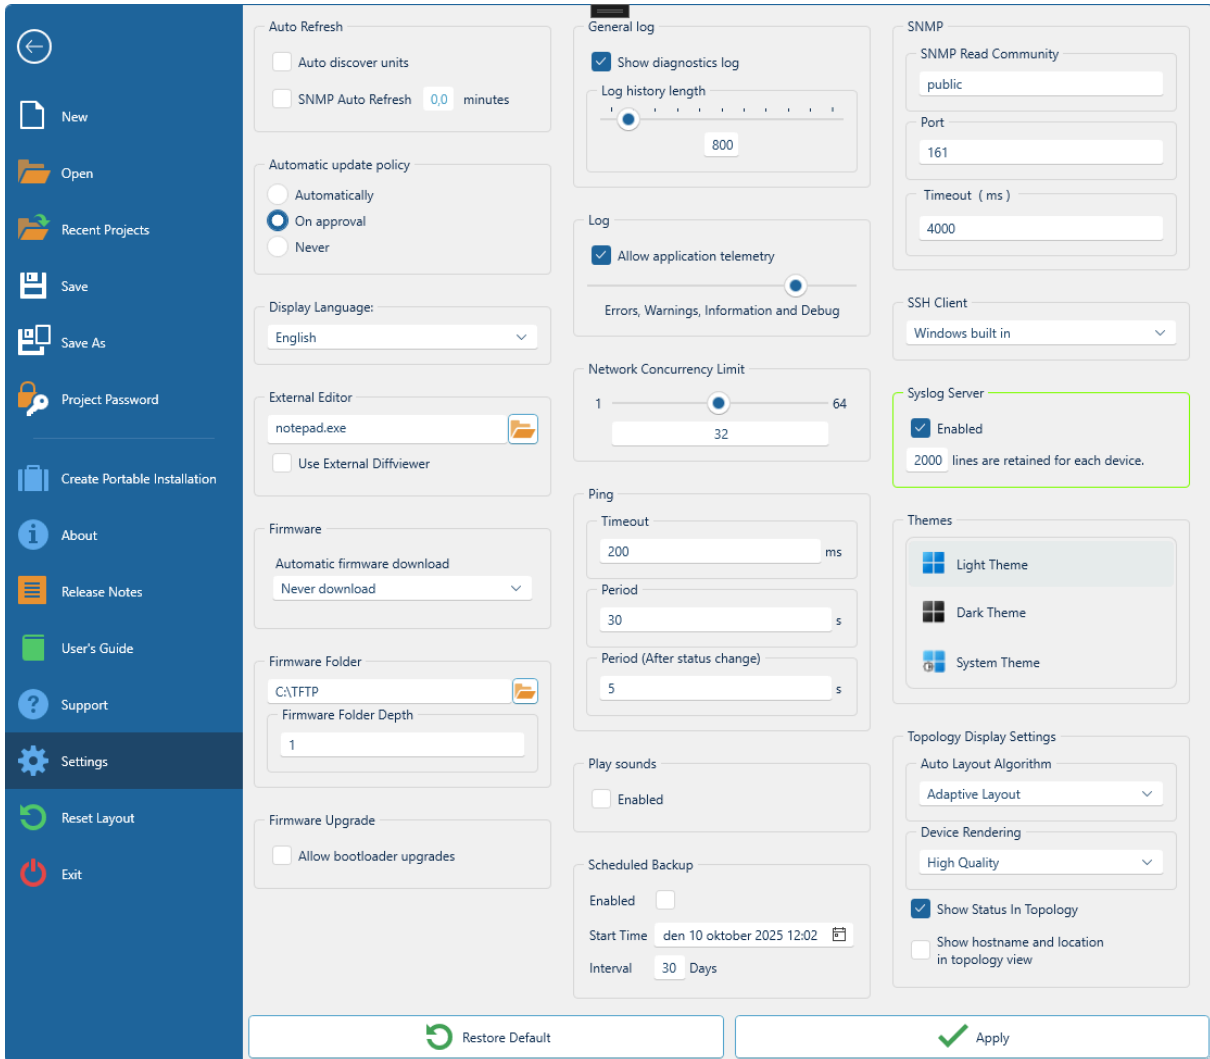 New
Open
Recent Projects
Save
Save As
Project Password
Create Portable Installation
About
Release Notes
User's Guide
Support
Settings
Reset Layout
Exit
Auto Refresh
Auto discover units
SNMP Auto Refresh 0,0 minutes
Automatic update policy
Automatically
On approval
Never
Display Language:
English
External Editor
notepad.exe
Use External Diffviewer
Firmware
Automatic firmware download
Never download
Firmware Folder
C:\TFTP
Firmware Folder Depth
1
Firmware Upgrade
Allow bootloader upgrades
General log
Show diagnostics log
Log history length
800
Log
Allow application telemetry
Errors, Warnings, Information and Debug
Network Concurrency Limit
1 64
32
Ping
Timeout
200 ms
Period
30 s
Period (After status change)
5 s
Play sounds
Enabled
Scheduled Backup
Enabled
Start Time den 10 oktober 2025 12:02
Interval 30 Days
SNMP
SNMP Read Community
public
Port
161
Timeout ( ms )
4000
SSH Client
Windows built in
Syslog Server
Enabled
2000 lines are retained for each device.
Themes
Light Theme
Dark Theme
System Theme
Topology Display Settings
Auto Layout Algorithm
Adaptive Layout
Device Rendering
High Quality
Show Status In Topology
Show hostname and location
in topology view
Restore Default
Apply